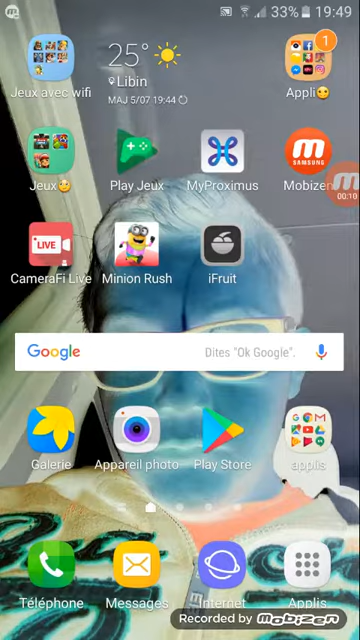 33% 19:49
Jeux avec wifi
25°
Libin
MAJ 5/07 19:44
1
Appli
Jeux
Play Jeux
MyProximus
SAMSUNG
Mobizen
00:10
LIVE
CameraFi Live
Minion Rush
iFruit
Google
Dites "Ok Google".
Galerie
Appareil photo
Play Store
applis
Téléphone
Messages
Internet
Applis
Recorded by mobizen